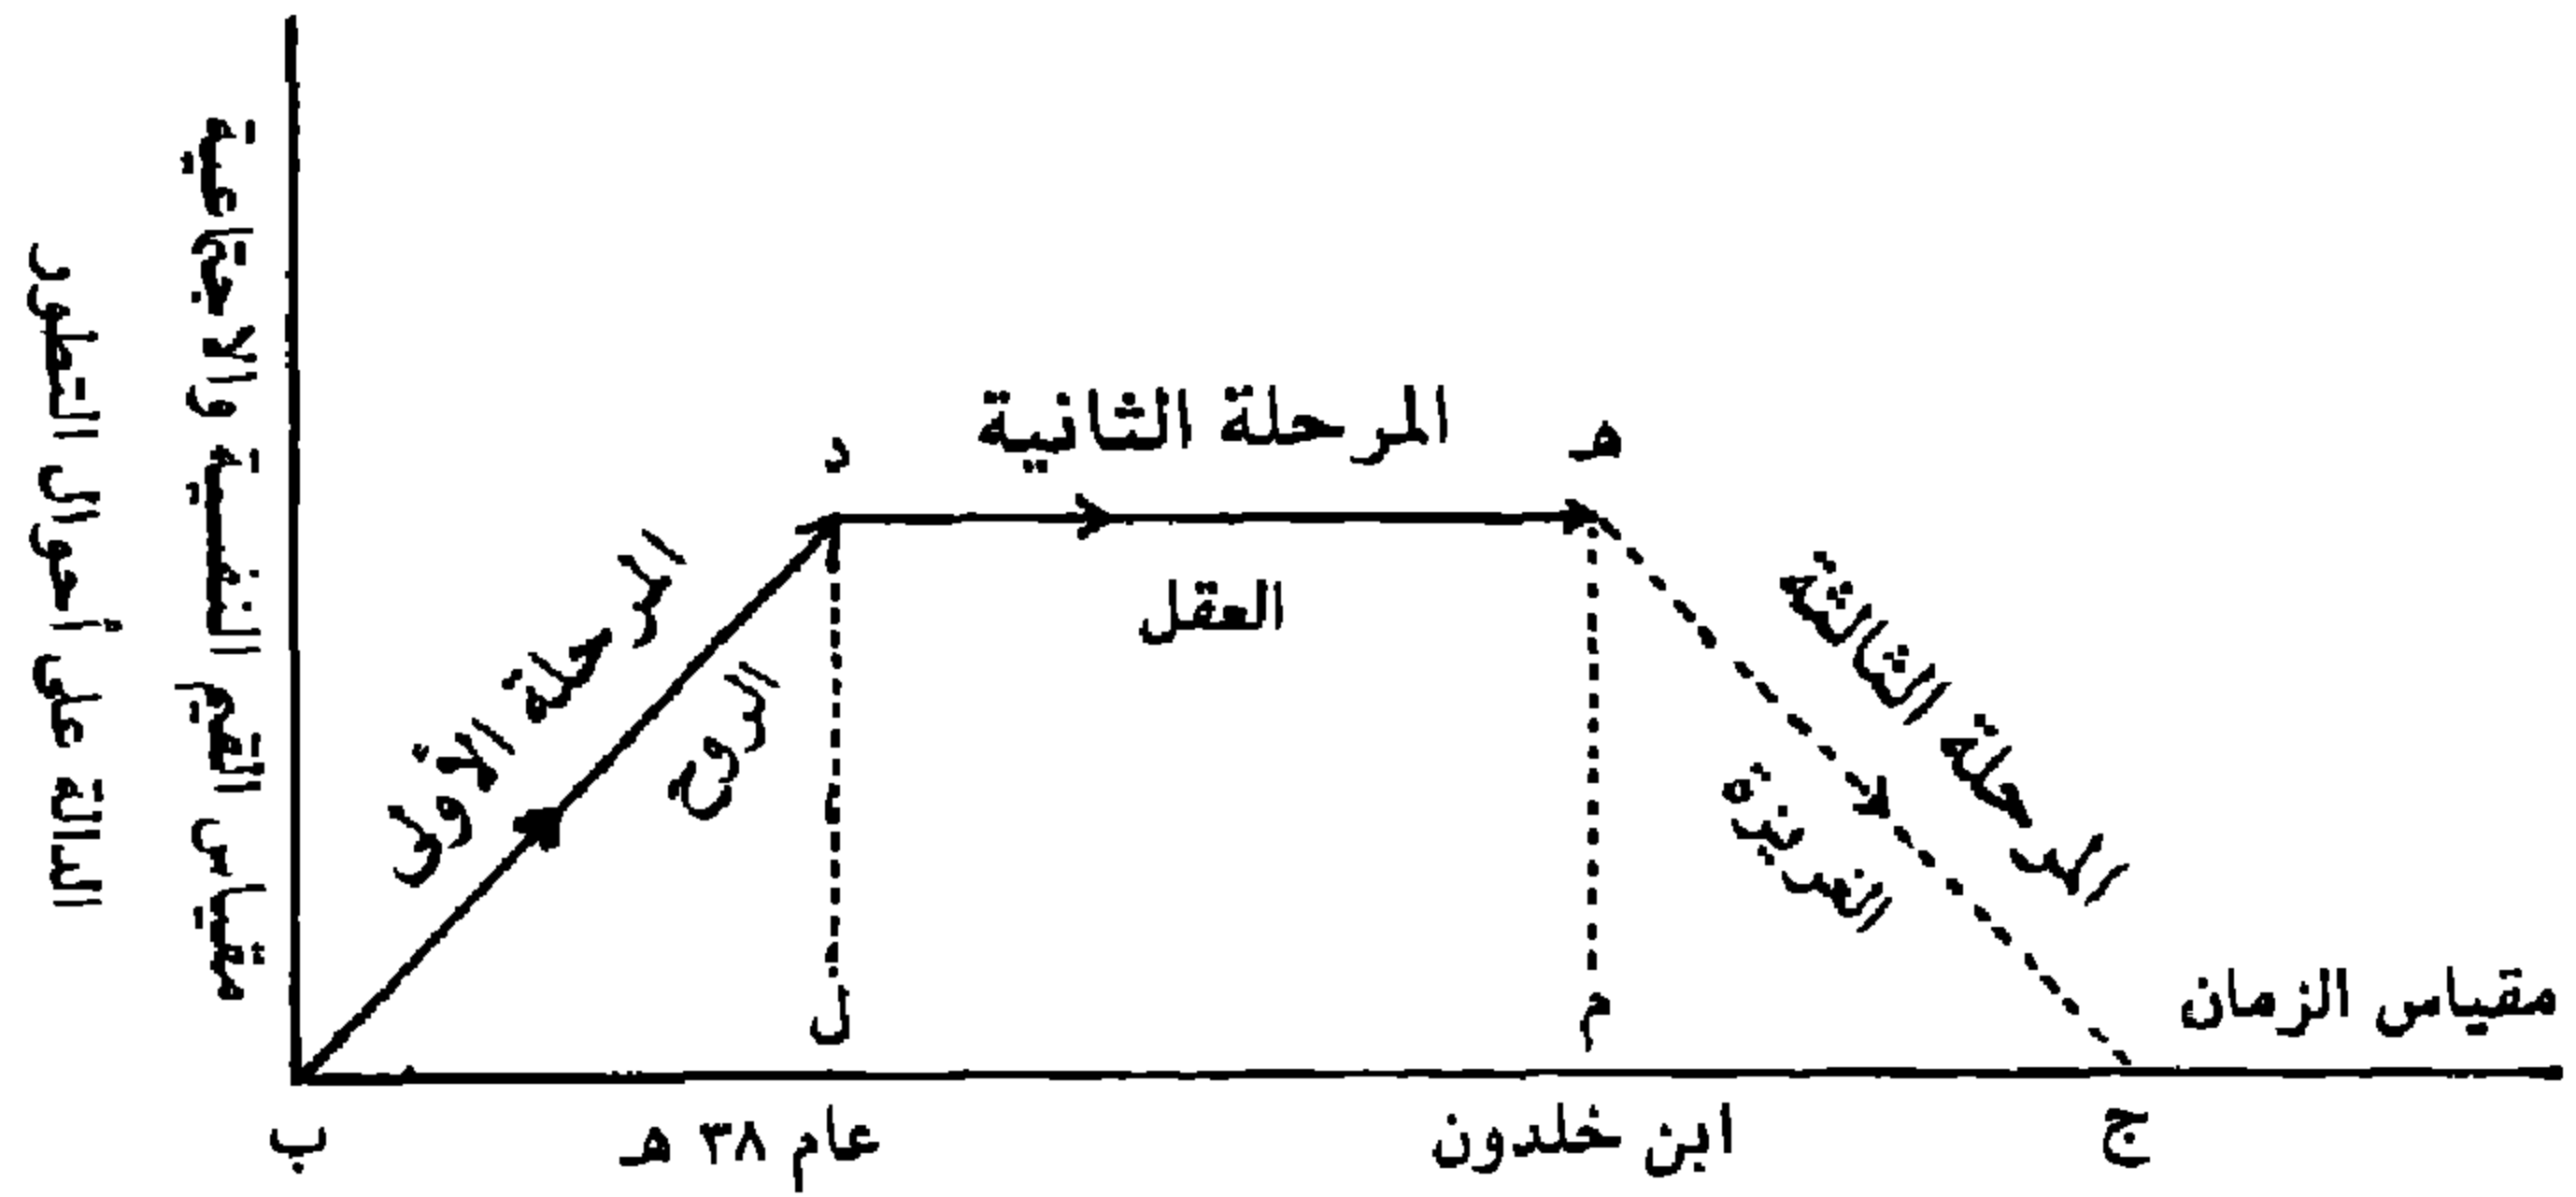 مقياس القيم النفسية والاجتماعية
الدالة على أحوال التطور
المرحلة الأولى
الروح
د
المرحلة الثانية
هـ
العقل
المرحلة الثالثة
الغريزة
ل
م
مقياس الزمان
ب
عام ٣٨ هـ
ابن خلدون
ج